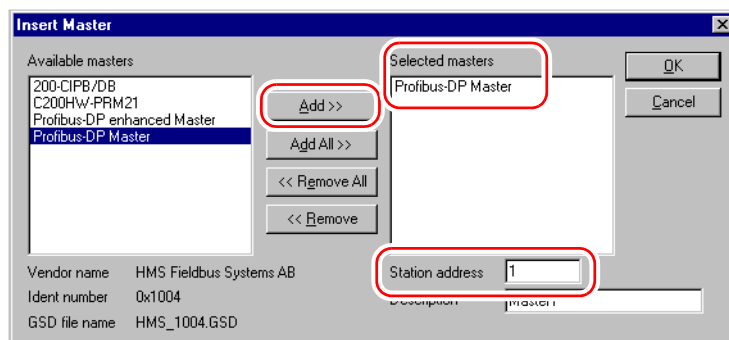 Insert Master
Available masters
200-CIPB/DB
C200HW-PRM21
Profibus-DP enhanced Master
Profibus-DP Master
Add >>
Add All >>
<< Remove All
<< Remove
Selected masters
Profibus-DP Master
OK
Cancel
Vendor name HMS Fieldbus Systems AB
Ident number 0x1004
GSD file name HMS_1004.GSD
Station address 1
Description Master1